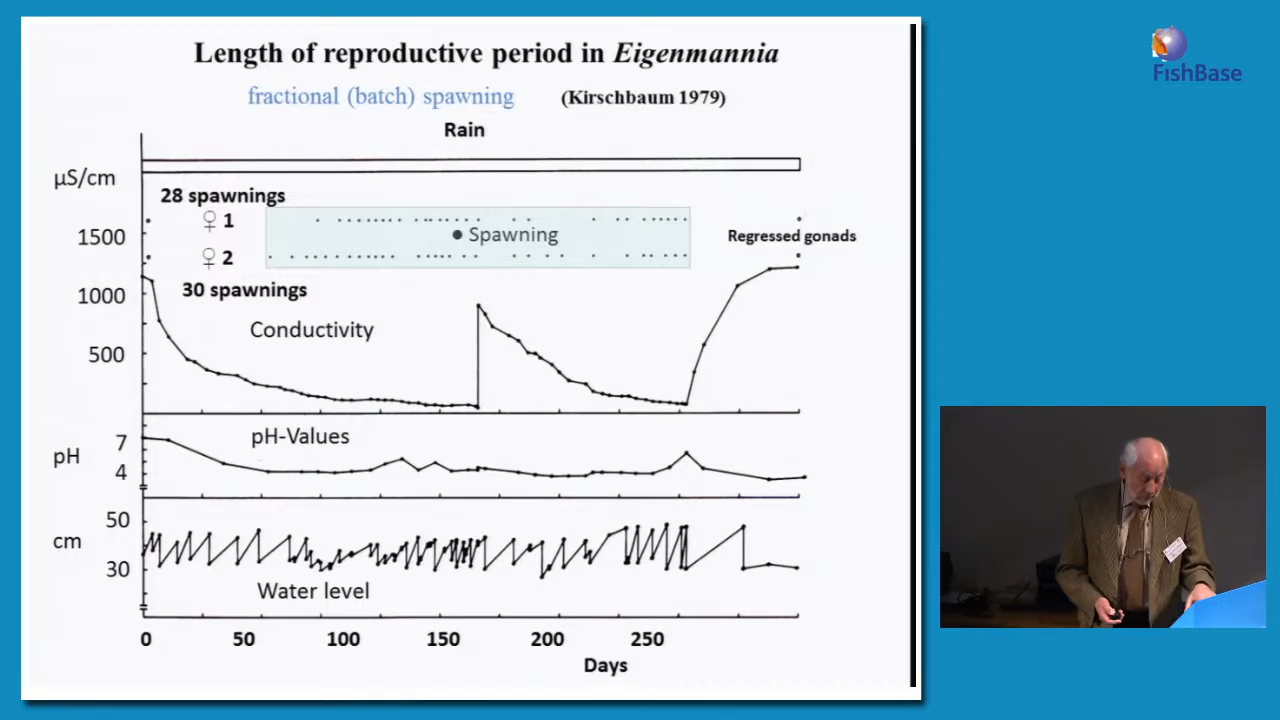 Length of reproductive period in Eigenmannia
fractional (batch) spawning (Kirschbaum 1979)
FishBase
Rain
µS/cm
28 spawnings
♀ 1
1500
Spawning
Regressed gonads
♀ 2
30 spawnings
1000
Conductivity
500
pH-Values
7
pH
4
50
cm
30
Water level
0 50 100 150 200 250
Days